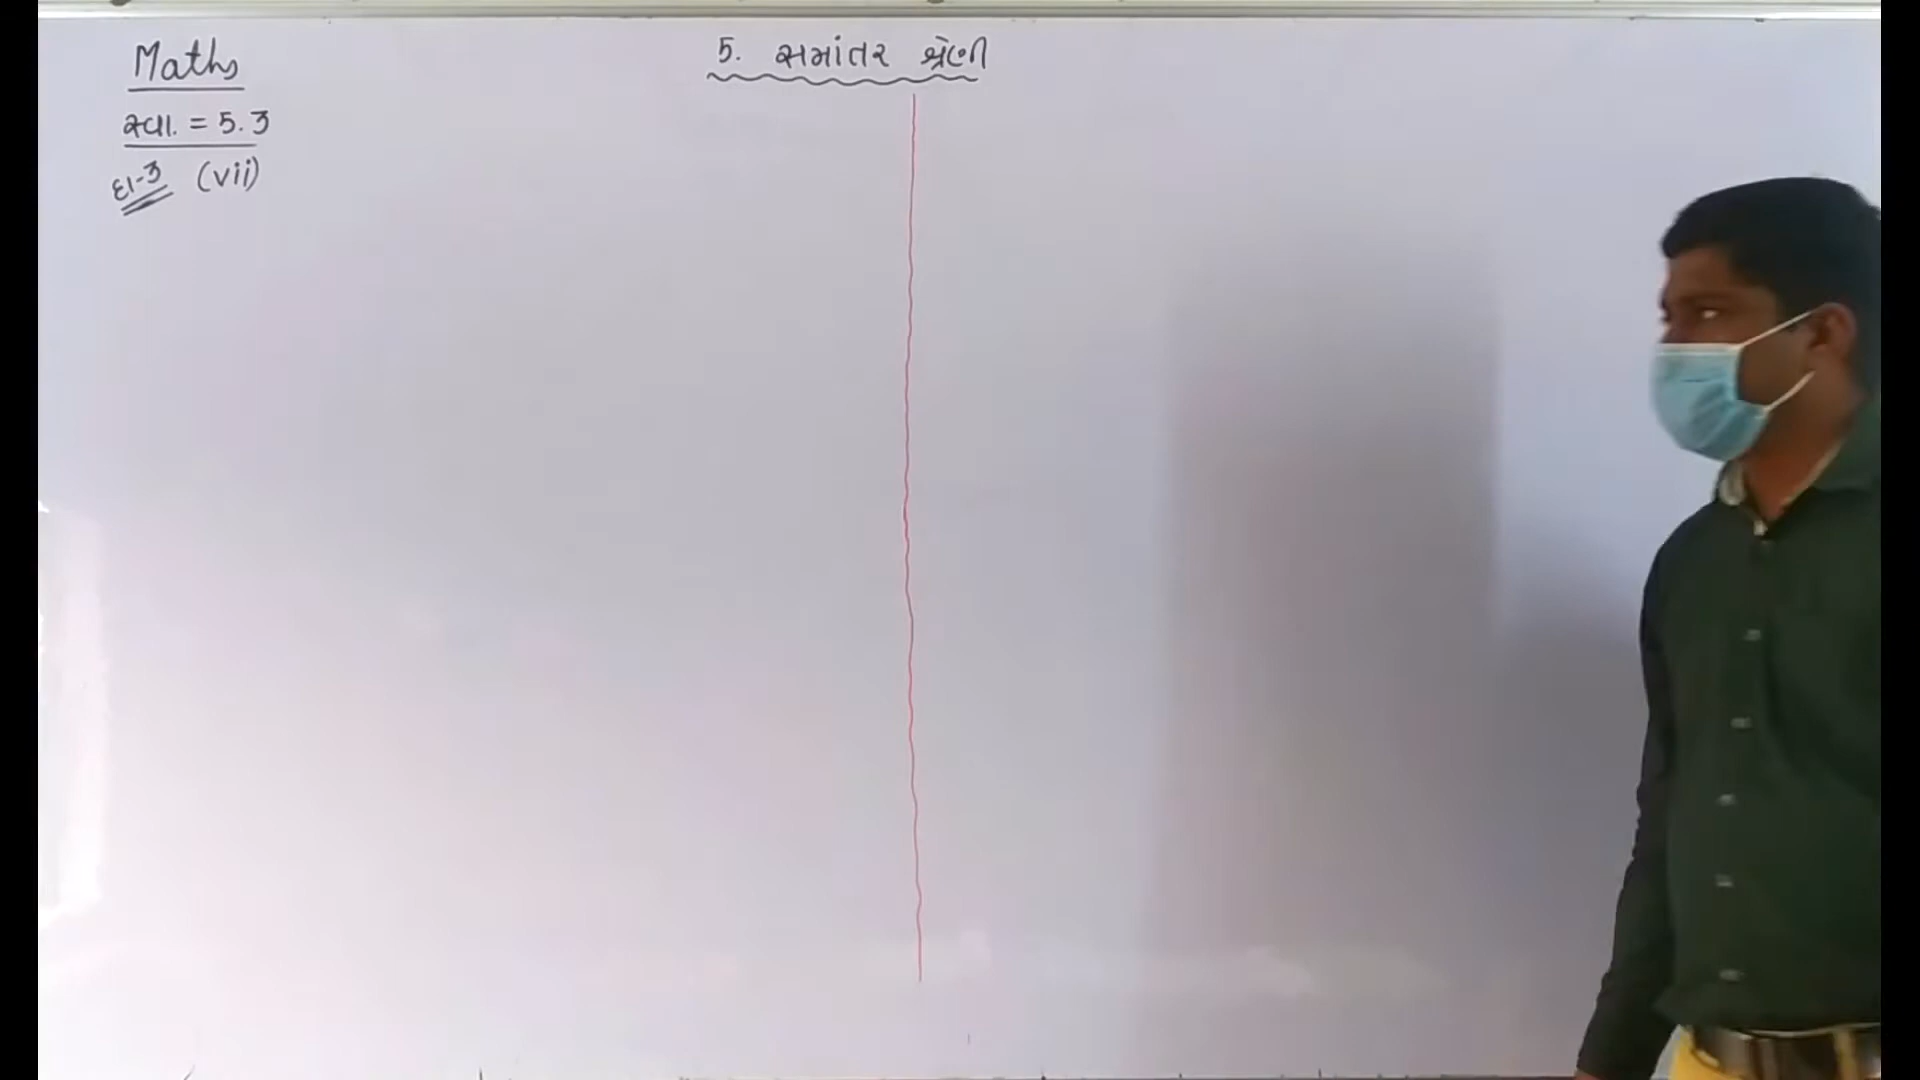 Maths
5. સમાંતર શ્રેણી
સ્વા. = 5.3
દા-3 (vii)